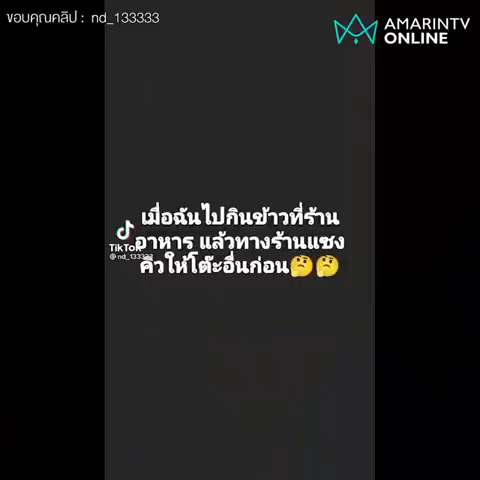 ขอบคุณคลิป : nd_133333
AMARINTV
ONLINE
เมื่อฉันไปกินข้าวที่ร้าน
อาหาร แล้วทางร้านแซง
คิวให้โต๊ะอื่นก่อน🤔🤔
TikTok
@nd_133333